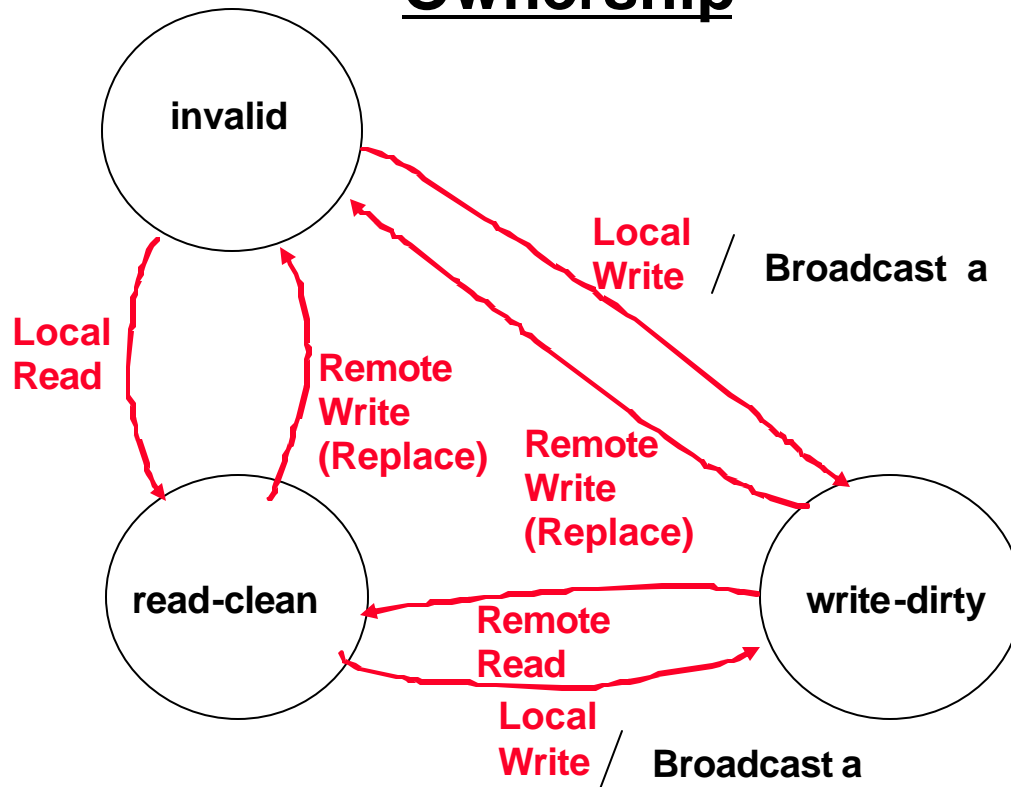 Ownership
invalid
Local
Write / Broadcast a
Local
Read
Remote
Write
(Replace)
Remote
Write
(Replace)
read-clean
write-dirty
Remote
Read
Local
Write / Broadcast a